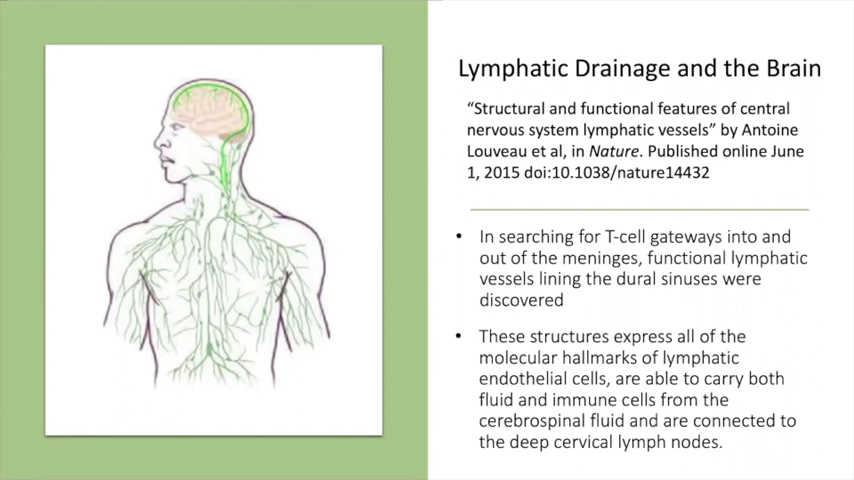 Lymphatic Drainage and the Brain
“Structural and functional features of central
nervous system lymphatic vessels” by Antoine
Louveau et al, in Nature. Published online June
1, 2015 doi:10.1038/nature14432
• In searching for T-cell gateways into and
out of the meninges, functional lymphatic
vessels lining the dural sinuses were
discovered
• These structures express all of the
molecular hallmarks of lymphatic
endothelial cells, are able to carry both
fluid and immune cells from the
cerebrospinal fluid and are connected to
the deep cervical lymph nodes.